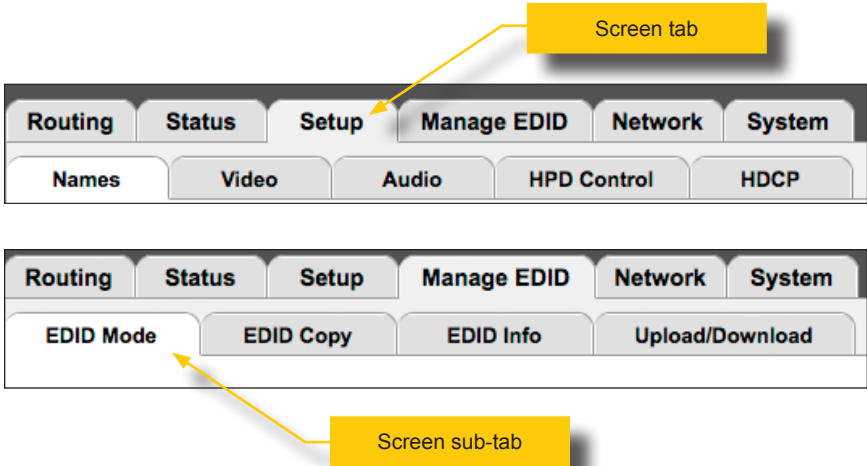 Screen tab
Routing Status Setup Manage EDID Network System
Names Video Audio HPD Control HDCP
Routing Status Setup Manage EDID Network System
EDID Mode EDID Copy EDID Info Upload/Download
Screen sub-tab